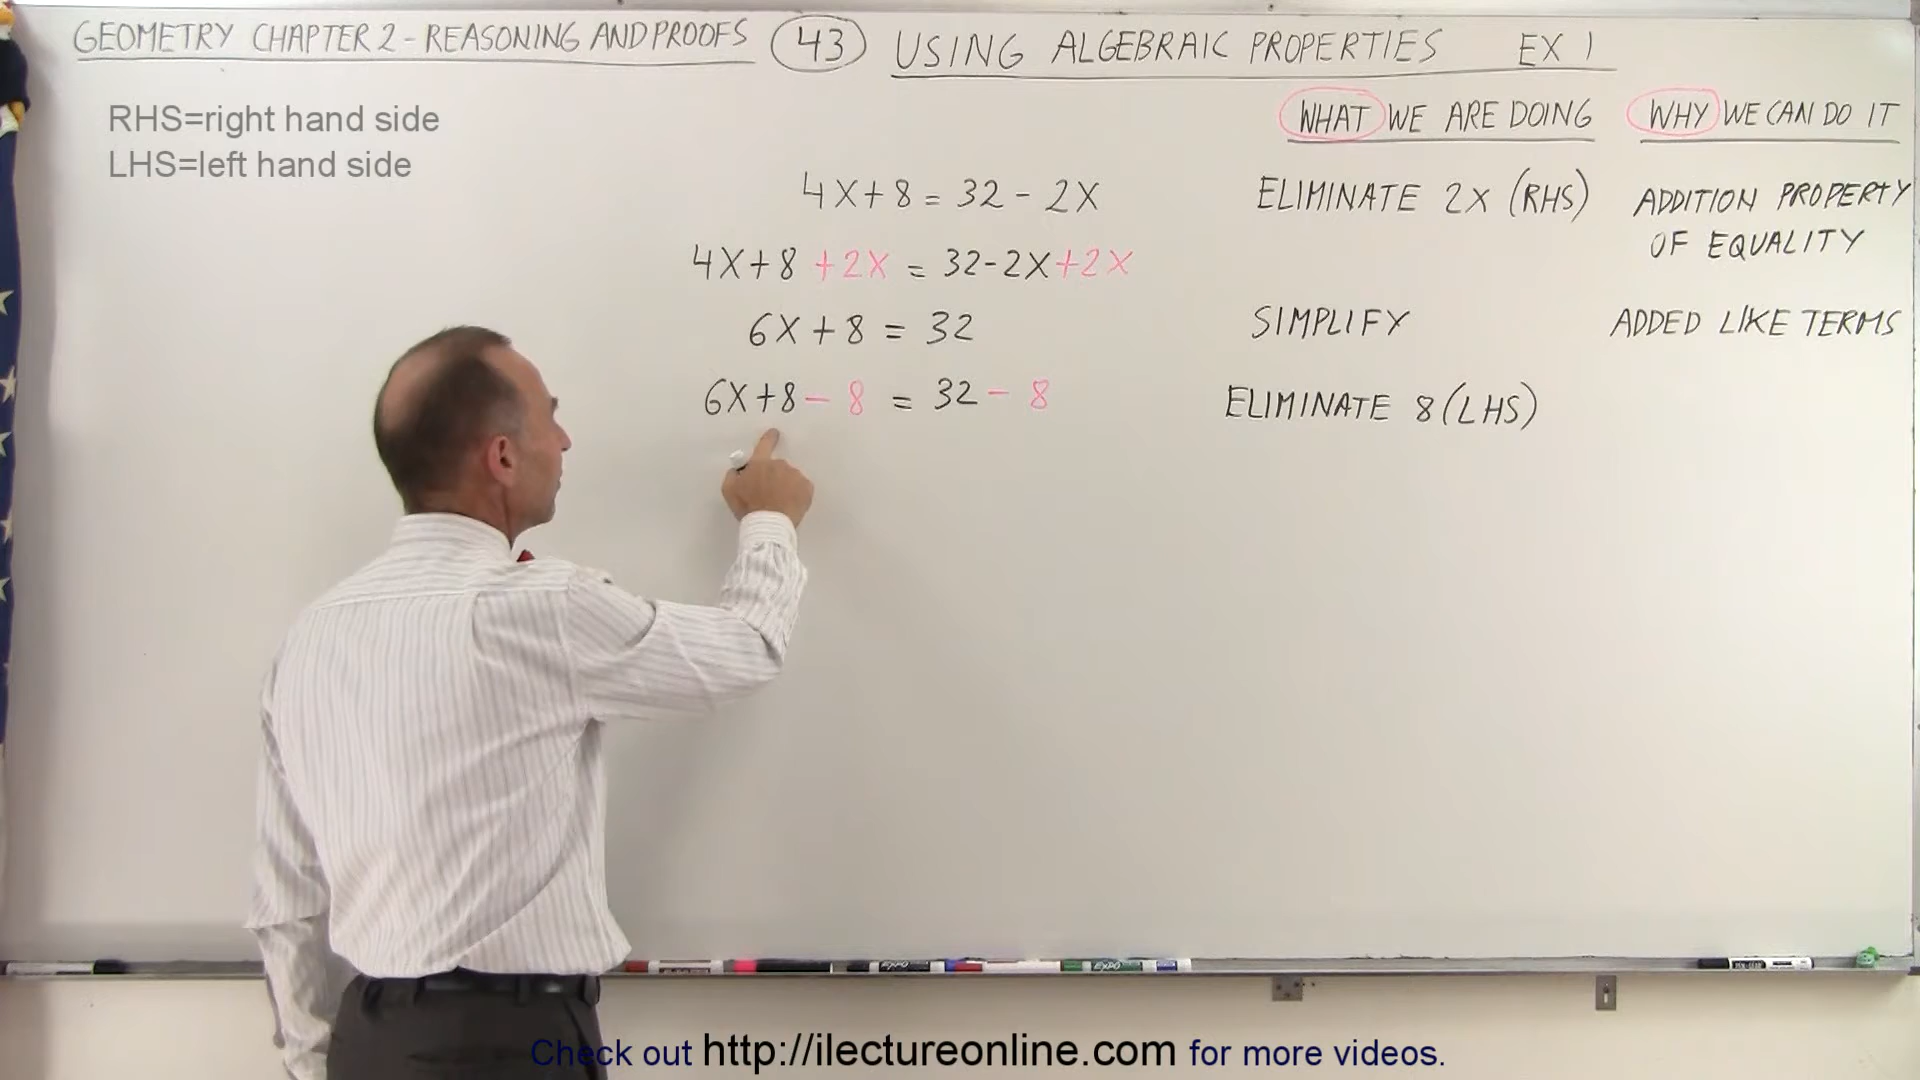 GEOMETRY CHAPTER 2 - REASONING AND PROOFS 43 USING ALGEBRAIC PROPERTIES EX 1
RHS=right hand side
LHS=left hand side
WHAT WE ARE DOING WHY WE CAN DO IT
4X+8 = 32 - 2X ELIMINATE 2X (RHS) ADDITION PROPERTY
OF EQUALITY
4X+8 +2X = 32-2X+2X
6X + 8 = 32 SIMPLIFY ADDED LIKE TERMS
6X+8 - 8 = 32 - 8 ELIMINATE 8 (LHS)
EXPO EXPO
Check out http://ilectureonline.com for more videos.